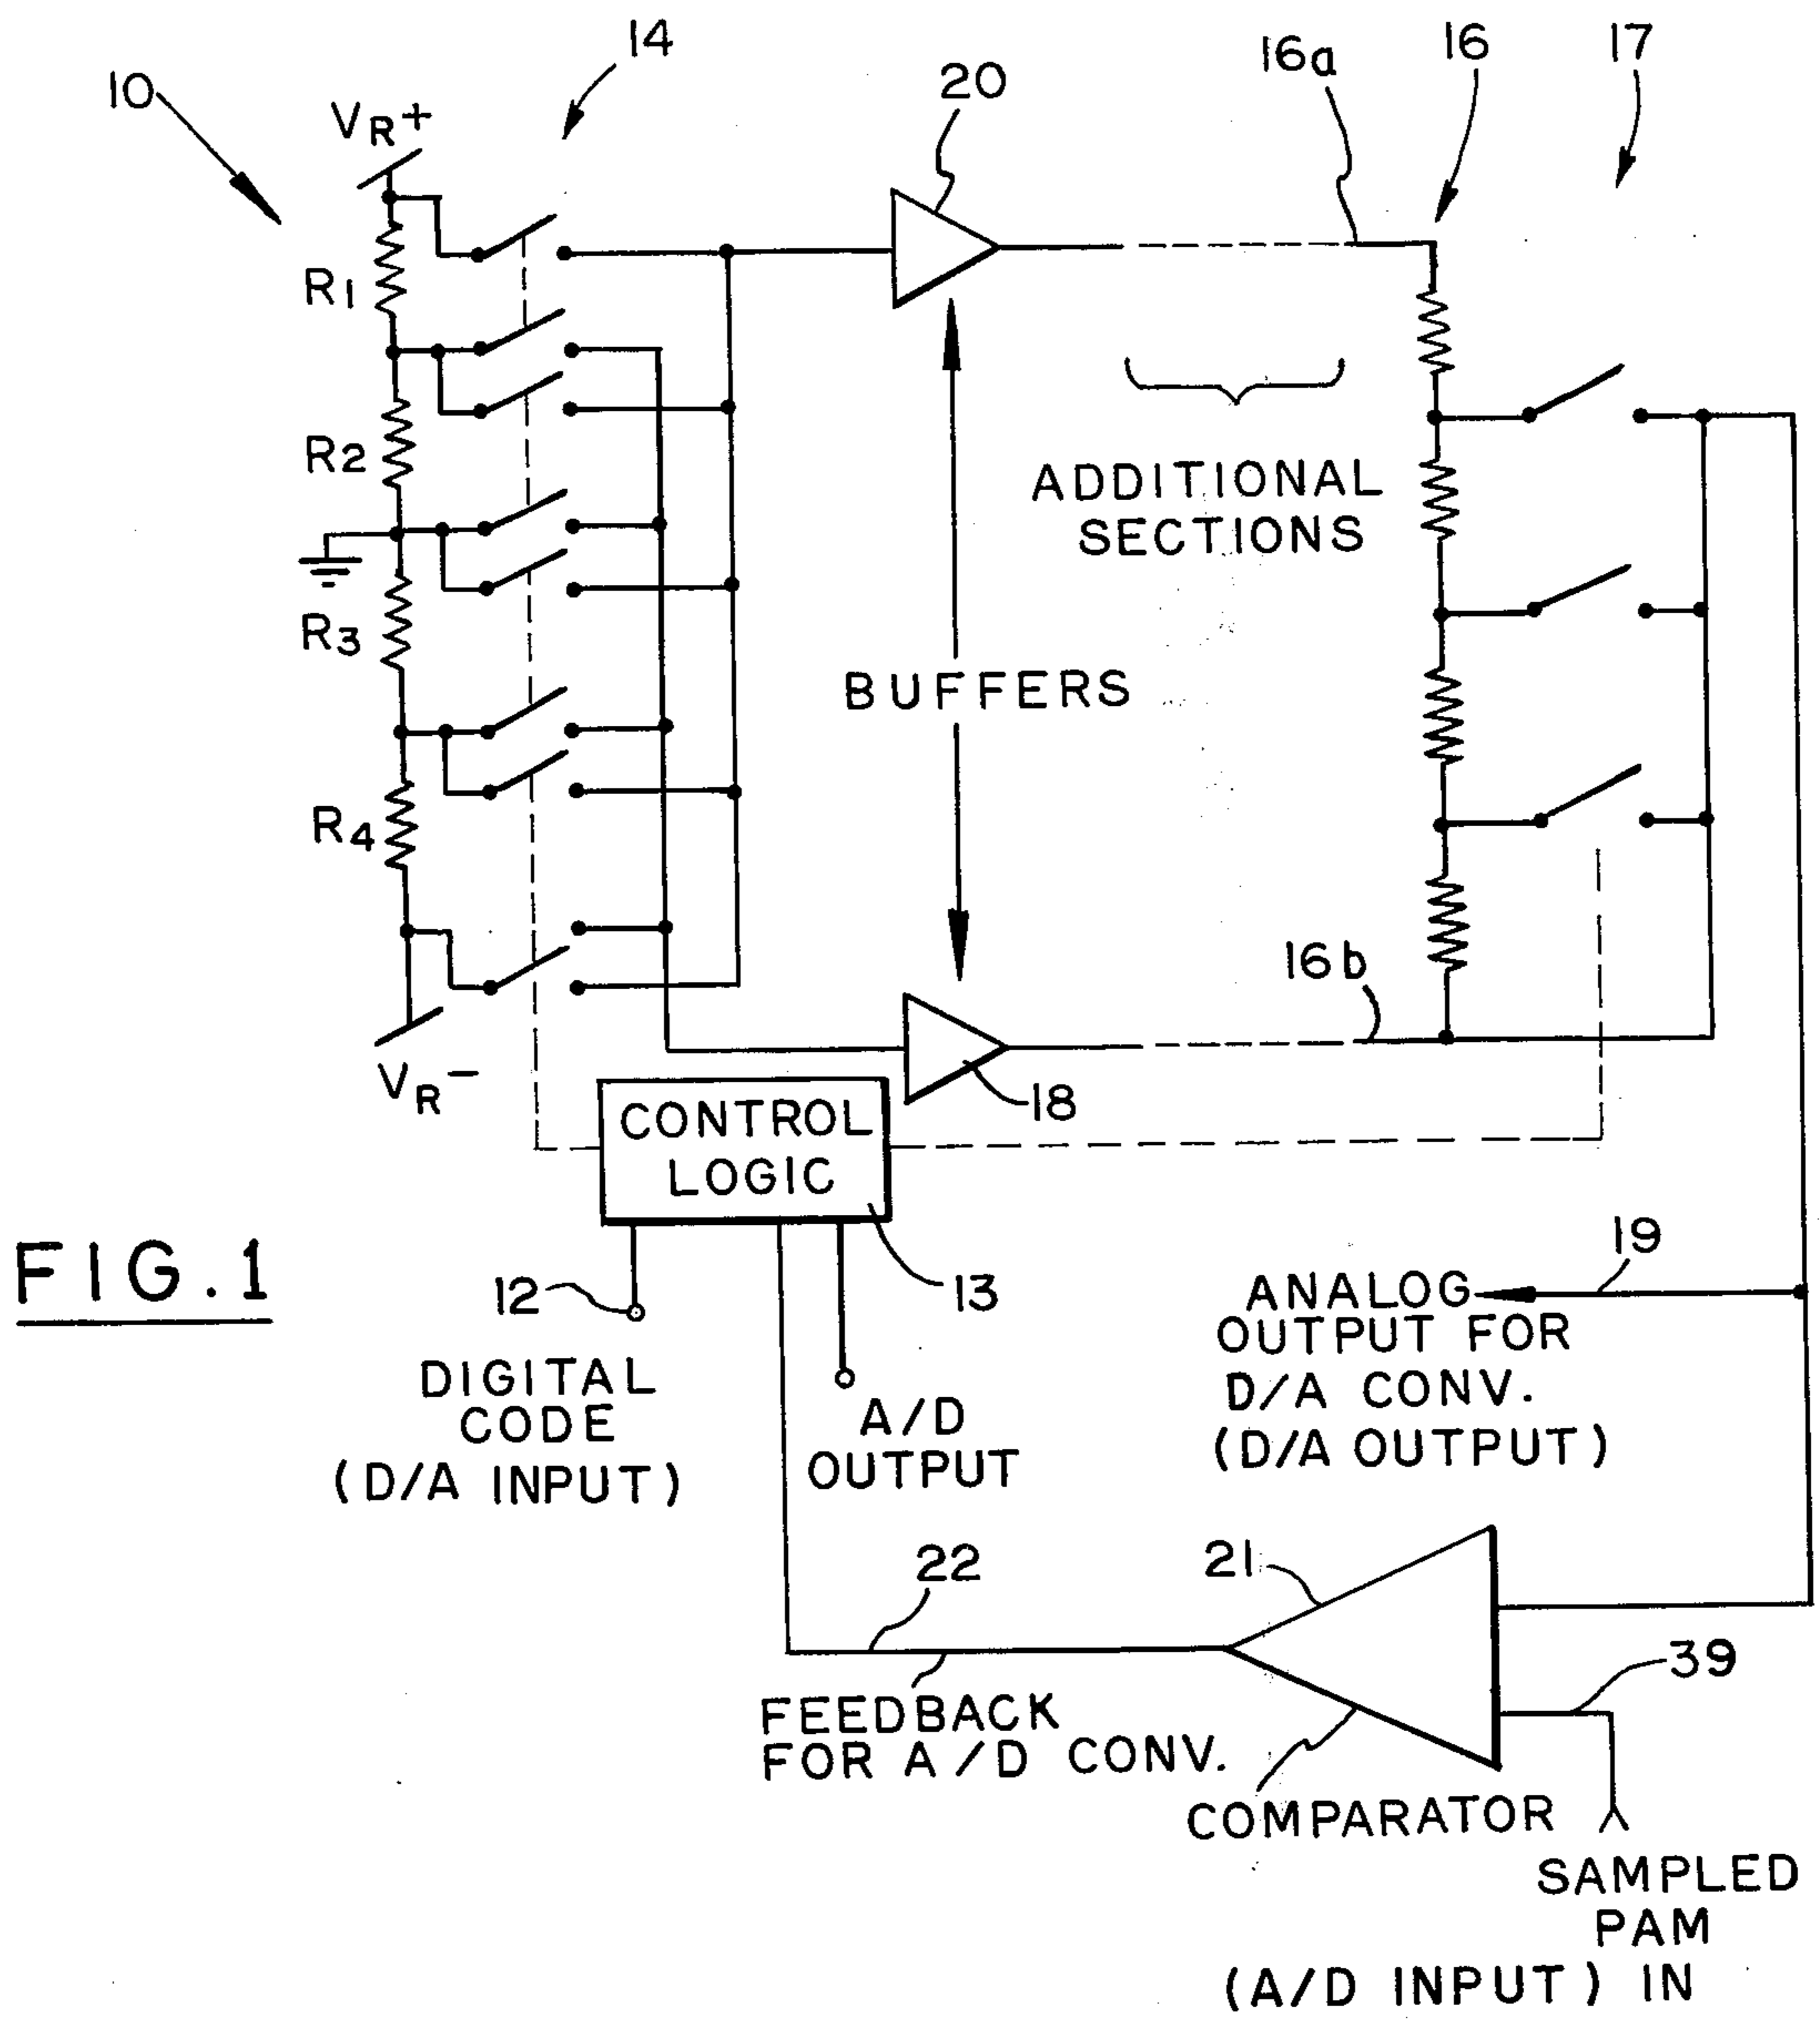 14
16a
16
17
10
20
VR+
R1
R2
ADDITIONAL
SECTIONS
R3
BUFFERS
R4
16b
VR-
18
CONTROL
LOGIC
FIG.1
12
13
19
ANALOG
OUTPUT FOR
D/A CONV.
(D/A OUTPUT)
DIGITAL
CODE
(D/A INPUT)
A/D
OUTPUT
22
21
39
FEEDBACK
FOR A/D CONV.
COMPARATOR
SAMPLED
PAM
(A/D INPUT) IN